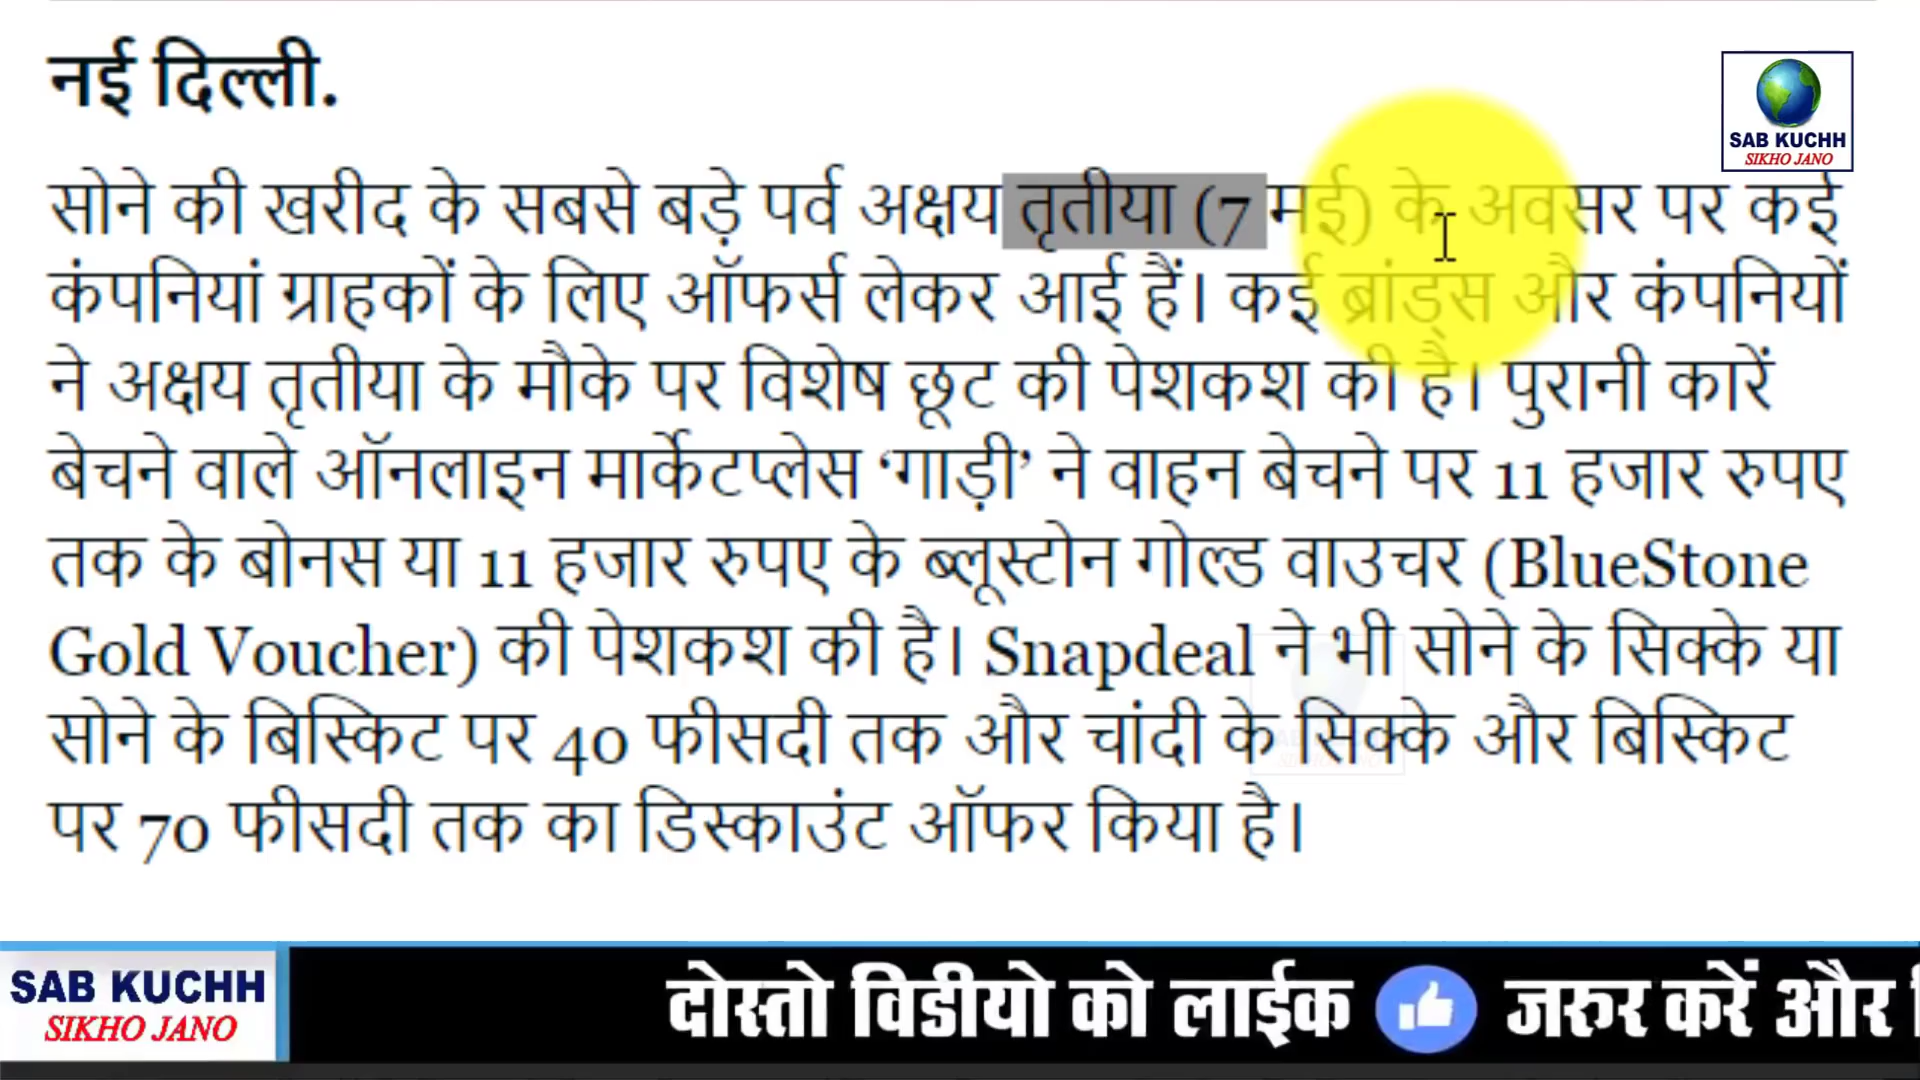 नई दिल्ली.
SAB KUCHH
SIKHO JANO
सोने की खरीद के सबसे बड़े पर्व अक्षय तृतीया (7 मई) के अवसर पर कई
कंपनियां ग्राहकों के लिए ऑफर्स लेकर आई हैं। कई ब्रांड्स और कंपनियों
ने अक्षय तृतीया के मौके पर विशेष छूट की पेशकश की है। पुरानी कारें
बेचने वाले ऑनलाइन मार्केटप्लेस ‘गाड़ी’ ने वाहन बेचने पर 11 हजार रुपए
तक के बोनस या 11 हजार रुपए के ब्लूस्टोन गोल्ड वाउचर (BlueStone
Gold Voucher) की पेशकश की है। Snapdeal ने भी सोने के सिक्के या
सोने के बिस्किट पर 40 फीसदी तक और चांदी के सिक्के और बिस्किट
पर 70 फीसदी तक का डिस्काउंट ऑफर किया है।
SAB KUCHH
SIKHO JANO
दोस्तो विडीयो को लाईक जरुर करें और